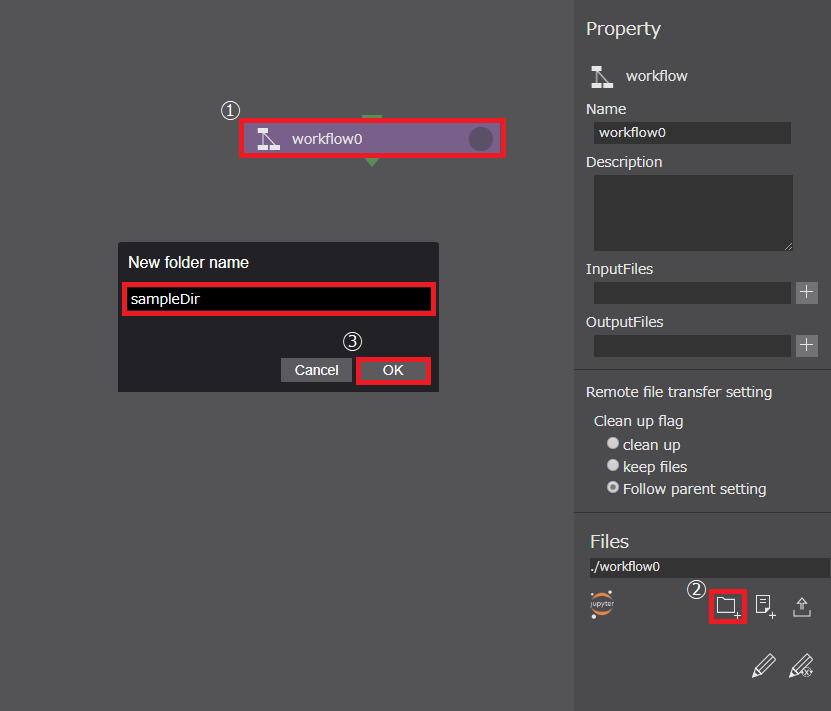 ①
workflow0
New folder name
sampleDir
③
Cancel
OK
Property
workflow
Name
workflow0
Description
InputFiles
OutputFiles
Remote file transfer setting
Clean up flag
clean up
keep files
Follow parent setting
Files
./workflow0
②
jupyter